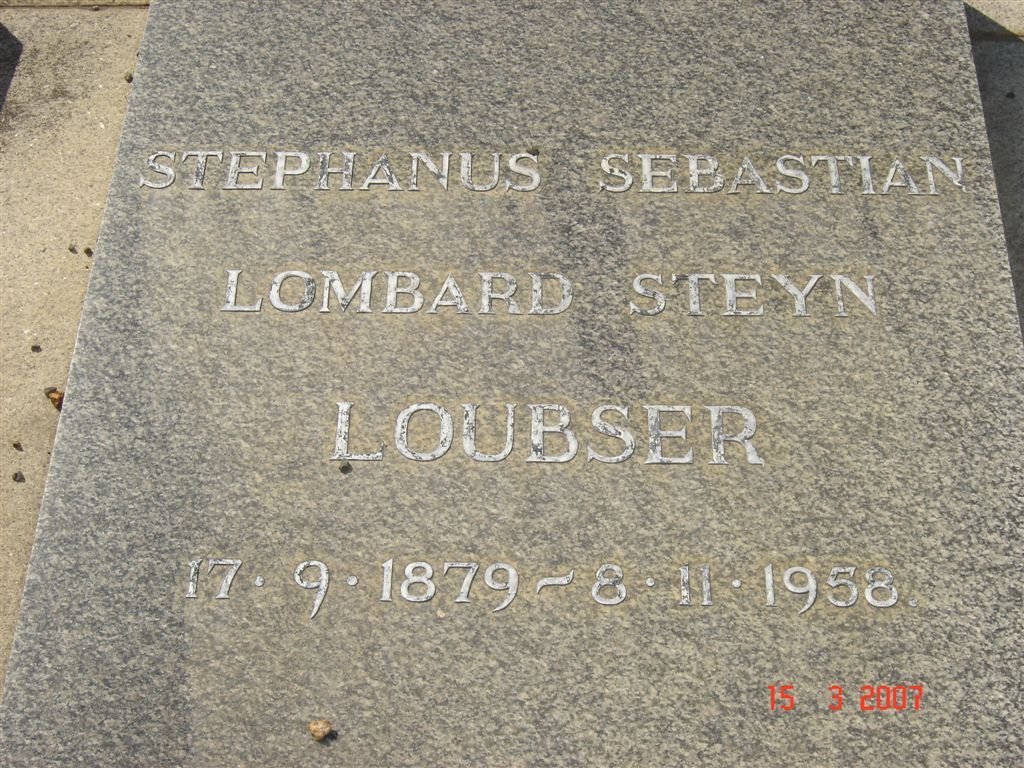 STEPHANUS SEBASTIAN
LOMBARD STEYN
LOUBSER
17·9·1879~8·11·1958.
15 3 2007